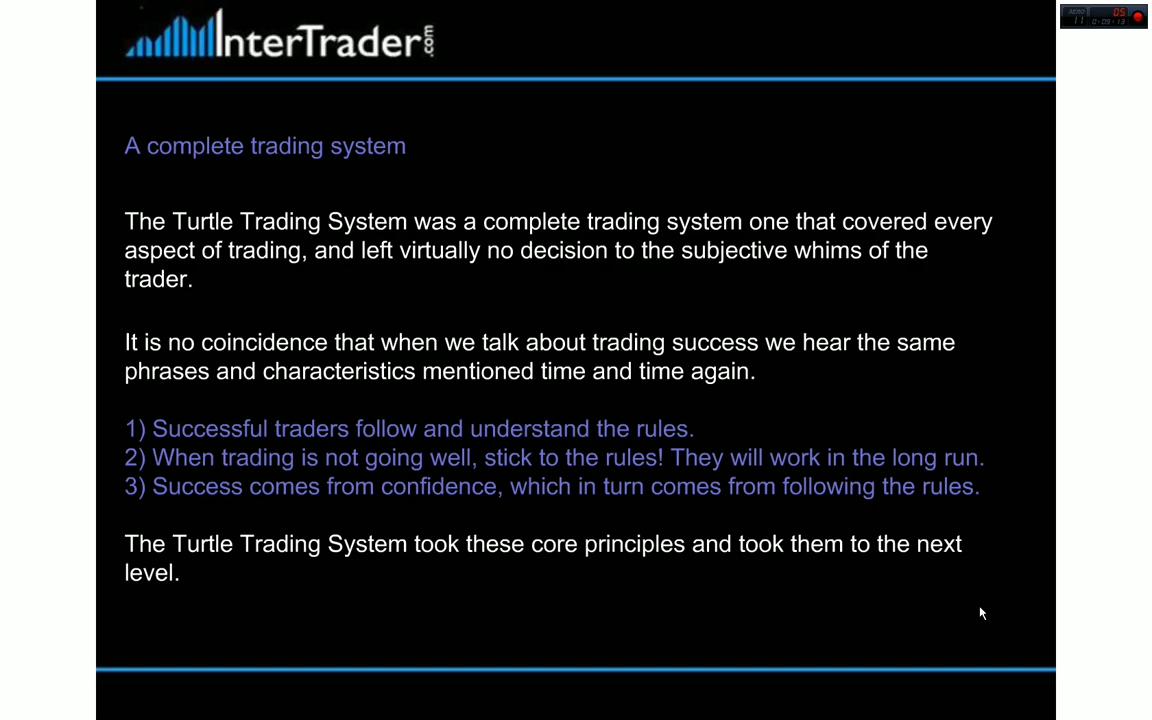 InterTrader.com
A complete trading system
The Turtle Trading System was a complete trading system one that covered every
aspect of trading, and left virtually no decision to the subjective whims of the
trader.
It is no coincidence that when we talk about trading success we hear the same
phrases and characteristics mentioned time and time again.
1) Successful traders follow and understand the rules.
2) When trading is not going well, stick to the rules! They will work in the long run.
3) Success comes from confidence, which in turn comes from following the rules.
The Turtle Trading System took these core principles and took them to the next
level.